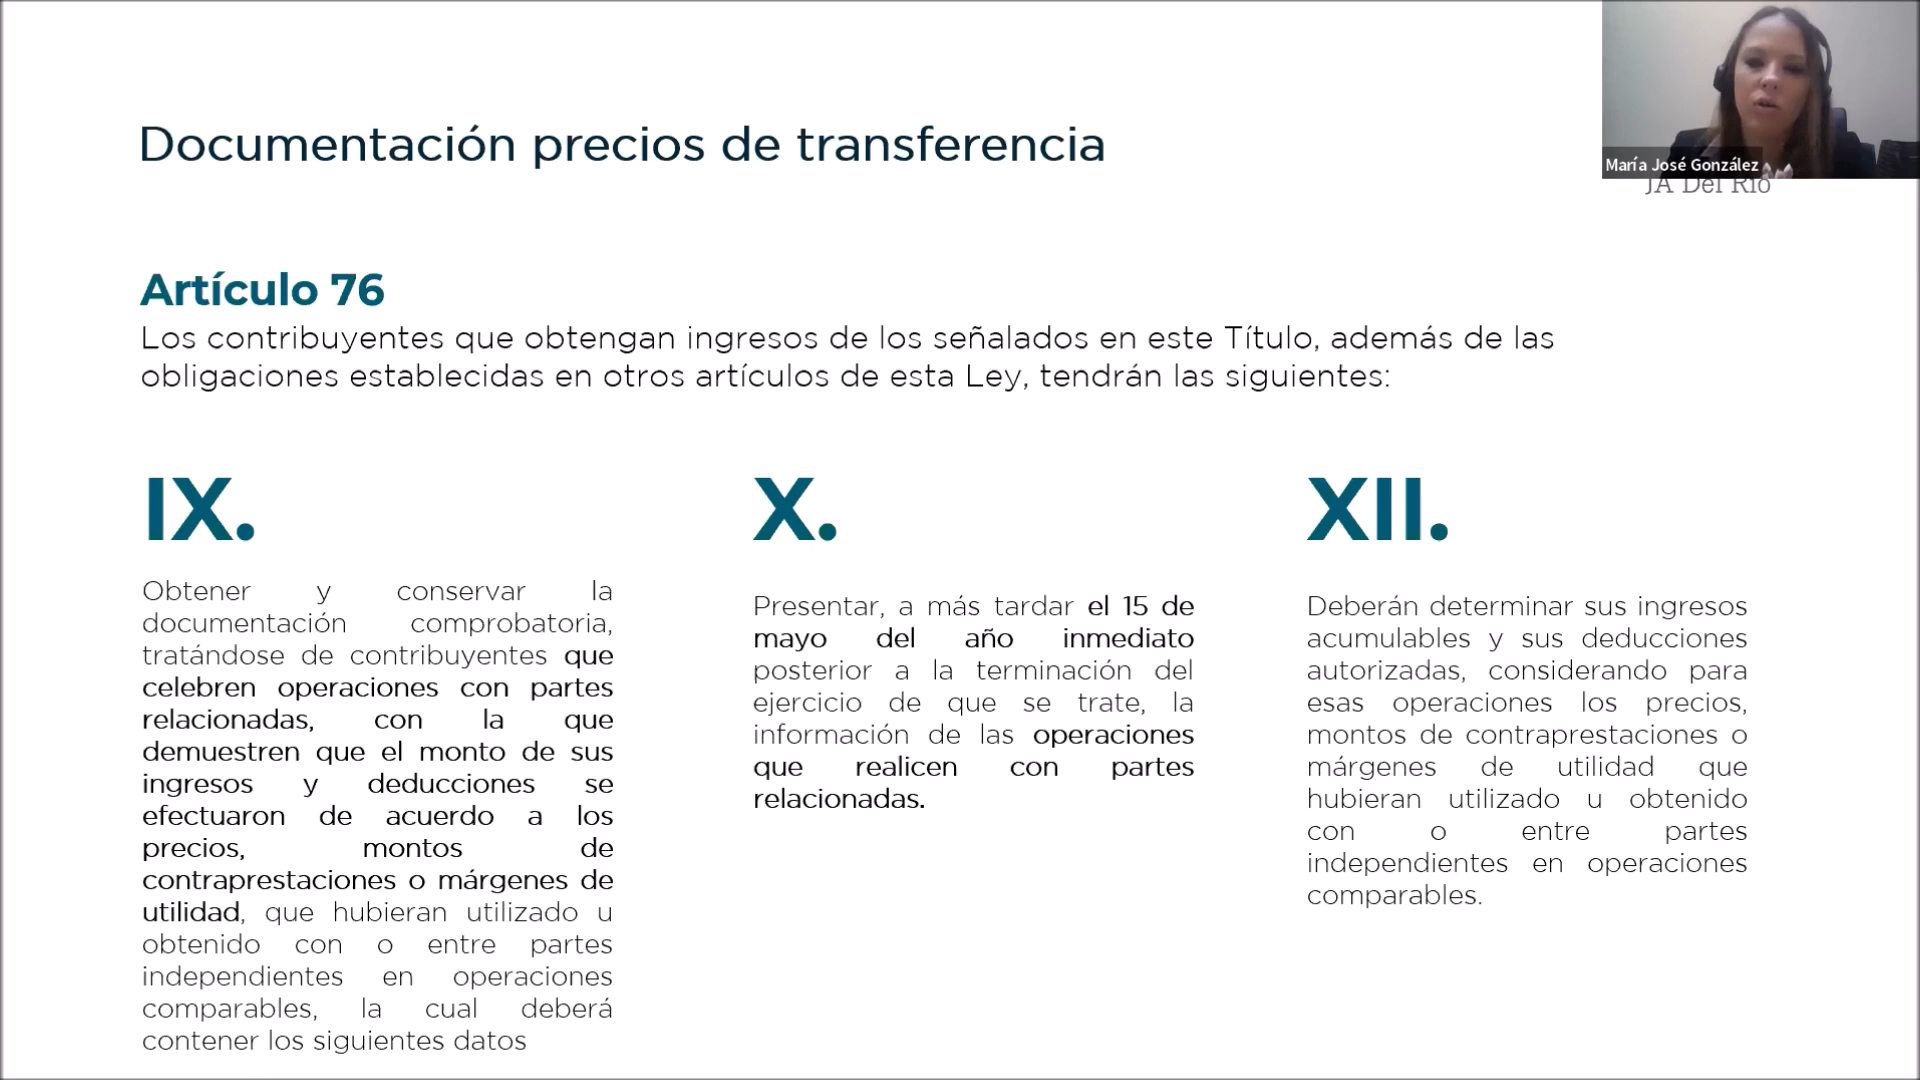 Documentación precios de transferencia
María José González
JA Del Río
Artículo 76
Los contribuyentes que obtengan ingresos de los señalados en este Título, además de las
obligaciones establecidas en otros artículos de esta Ley, tendrán las siguientes:
IX.
Obtener y conservar la
documentación comprobatoria,
tratándose de contribuyentes que
celebren operaciones con partes
relacionadas, con la que
demuestren que el monto de sus
ingresos y deducciones se
efectuaron de acuerdo a los
precios, montos de
contraprestaciones o márgenes de
utilidad, que hubieran utilizado u
obtenido con o entre partes
independientes en operaciones
comparables, la cual deberá
contener los siguientes datos
X.
Presentar, a más tardar el 15 de
mayo del año inmediato
posterior a la terminación del
ejercicio de que se trate, la
información de las operaciones
que realicen con partes
relacionadas.
XII.
Deberán determinar sus ingresos
acumulables y sus deducciones
autorizadas, considerando para
esas operaciones los precios,
montos de contraprestaciones o
márgenes de utilidad que
hubieran utilizado u obtenido
con o entre partes
independientes en operaciones
comparables.